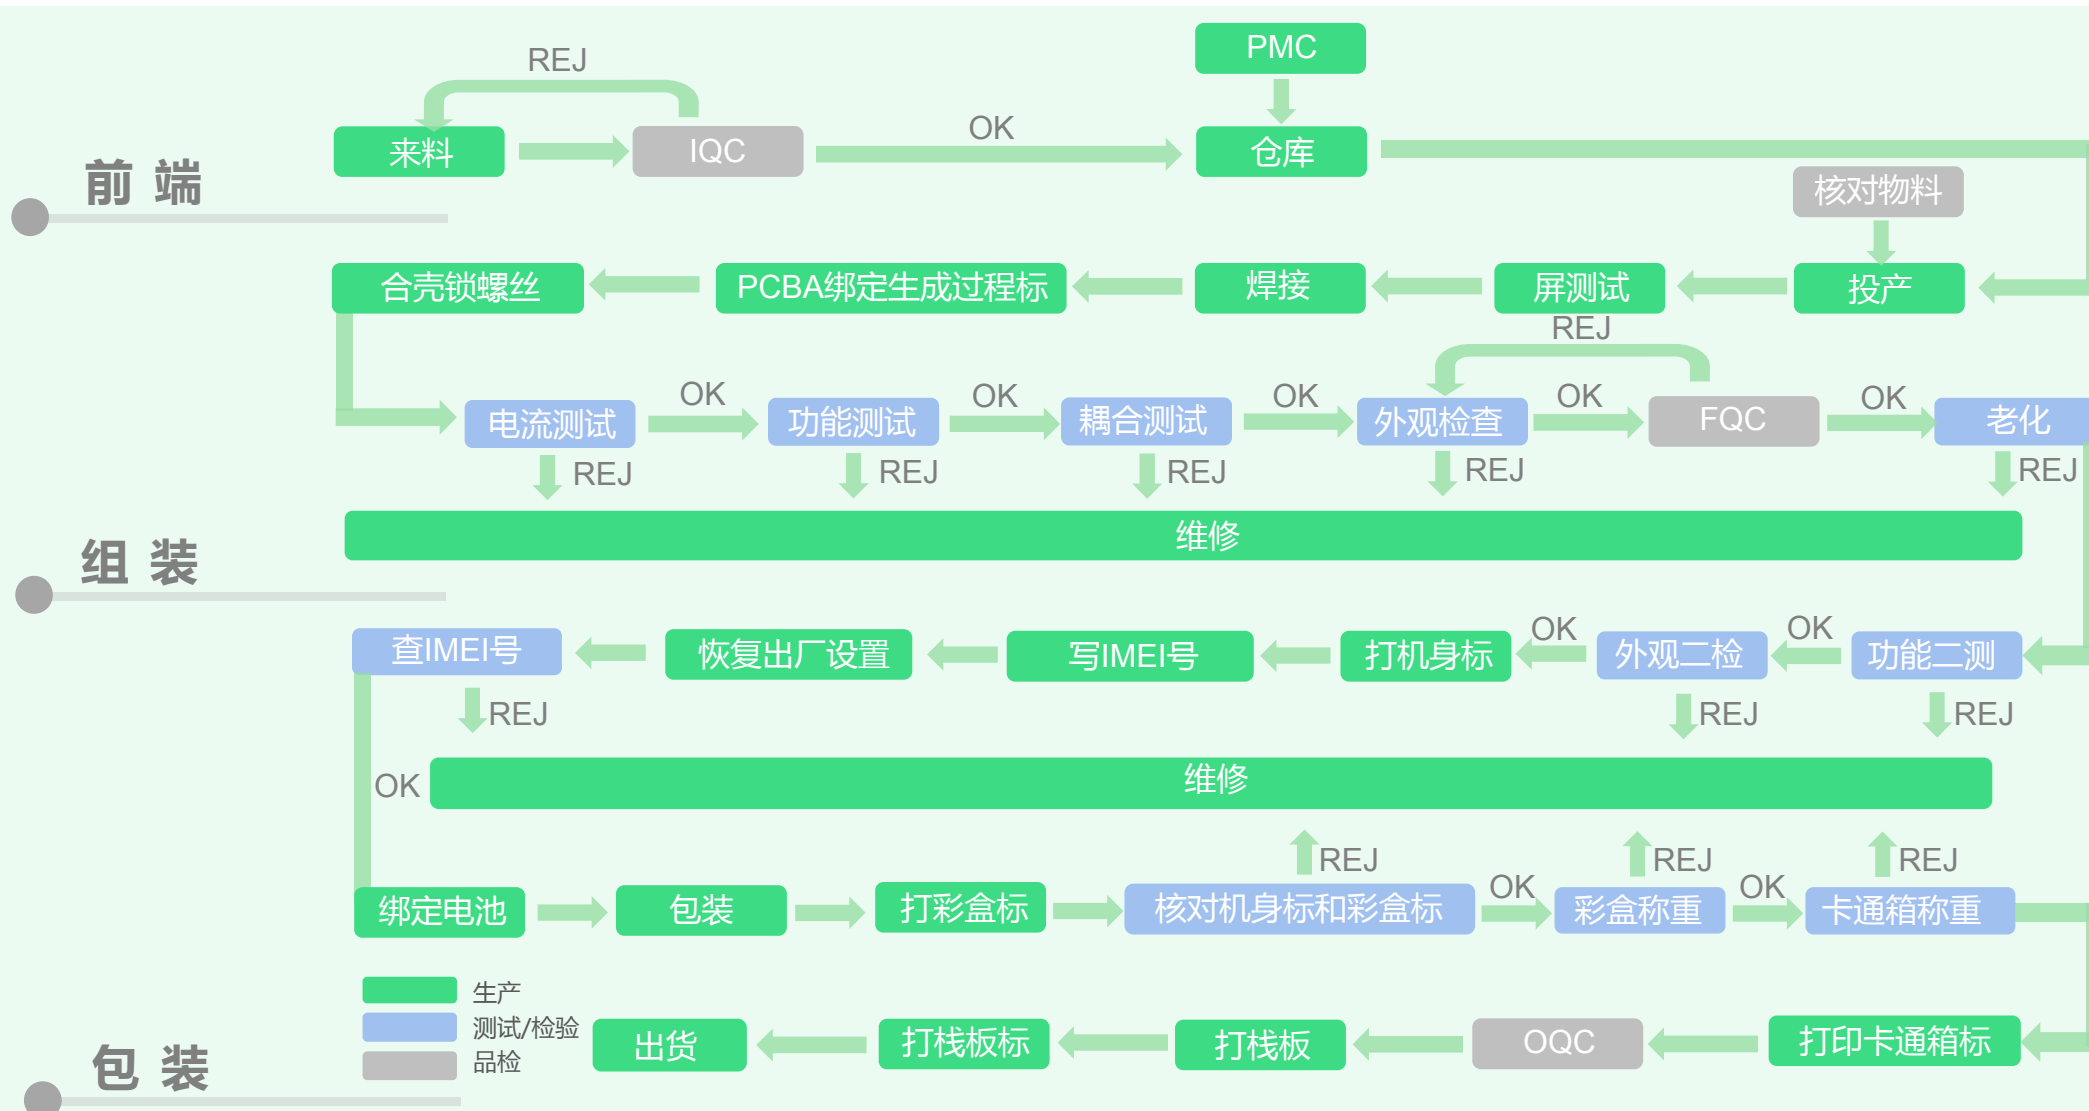 REJ
PMC
OK
来料
IQC
仓库
前 端
核对物料
合壳锁螺丝
PCBA绑定生成过程标
焊接
屏测试
投产
REJ
OK
OK
OK
OK
OK
电流测试
功能测试
耦合测试
外观检查
FQC
老化
REJ
REJ
REJ
REJ
REJ
维修
组 装
OK
OK
查IMEI号
恢复出厂设置
写IMEI号
打机身标
外观二检
功能二测
REJ
REJ
REJ
OK
维修
REJ
REJ
REJ
OK
OK
绑定电池
包装
打彩盒标
核对机身标和彩盒标
彩盒称重
卡通箱称重
生产
测试/检验
品检
出货
打栈板标
打栈板
OQC
打印卡通箱标
包 装